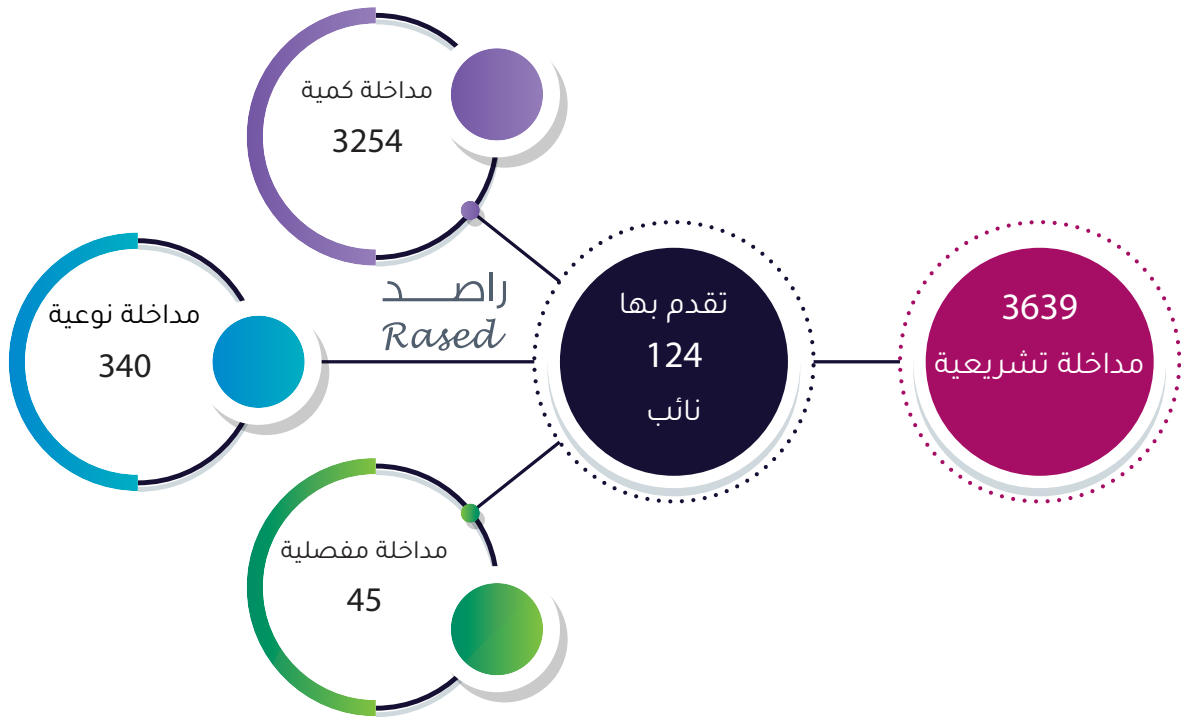 3639
مداخلة تشريعية
تقدم بها
124
نائب
مداخلة كمية
3254
مداخلة نوعية
340
مداخلة مفصلية
45
راصد
Rased